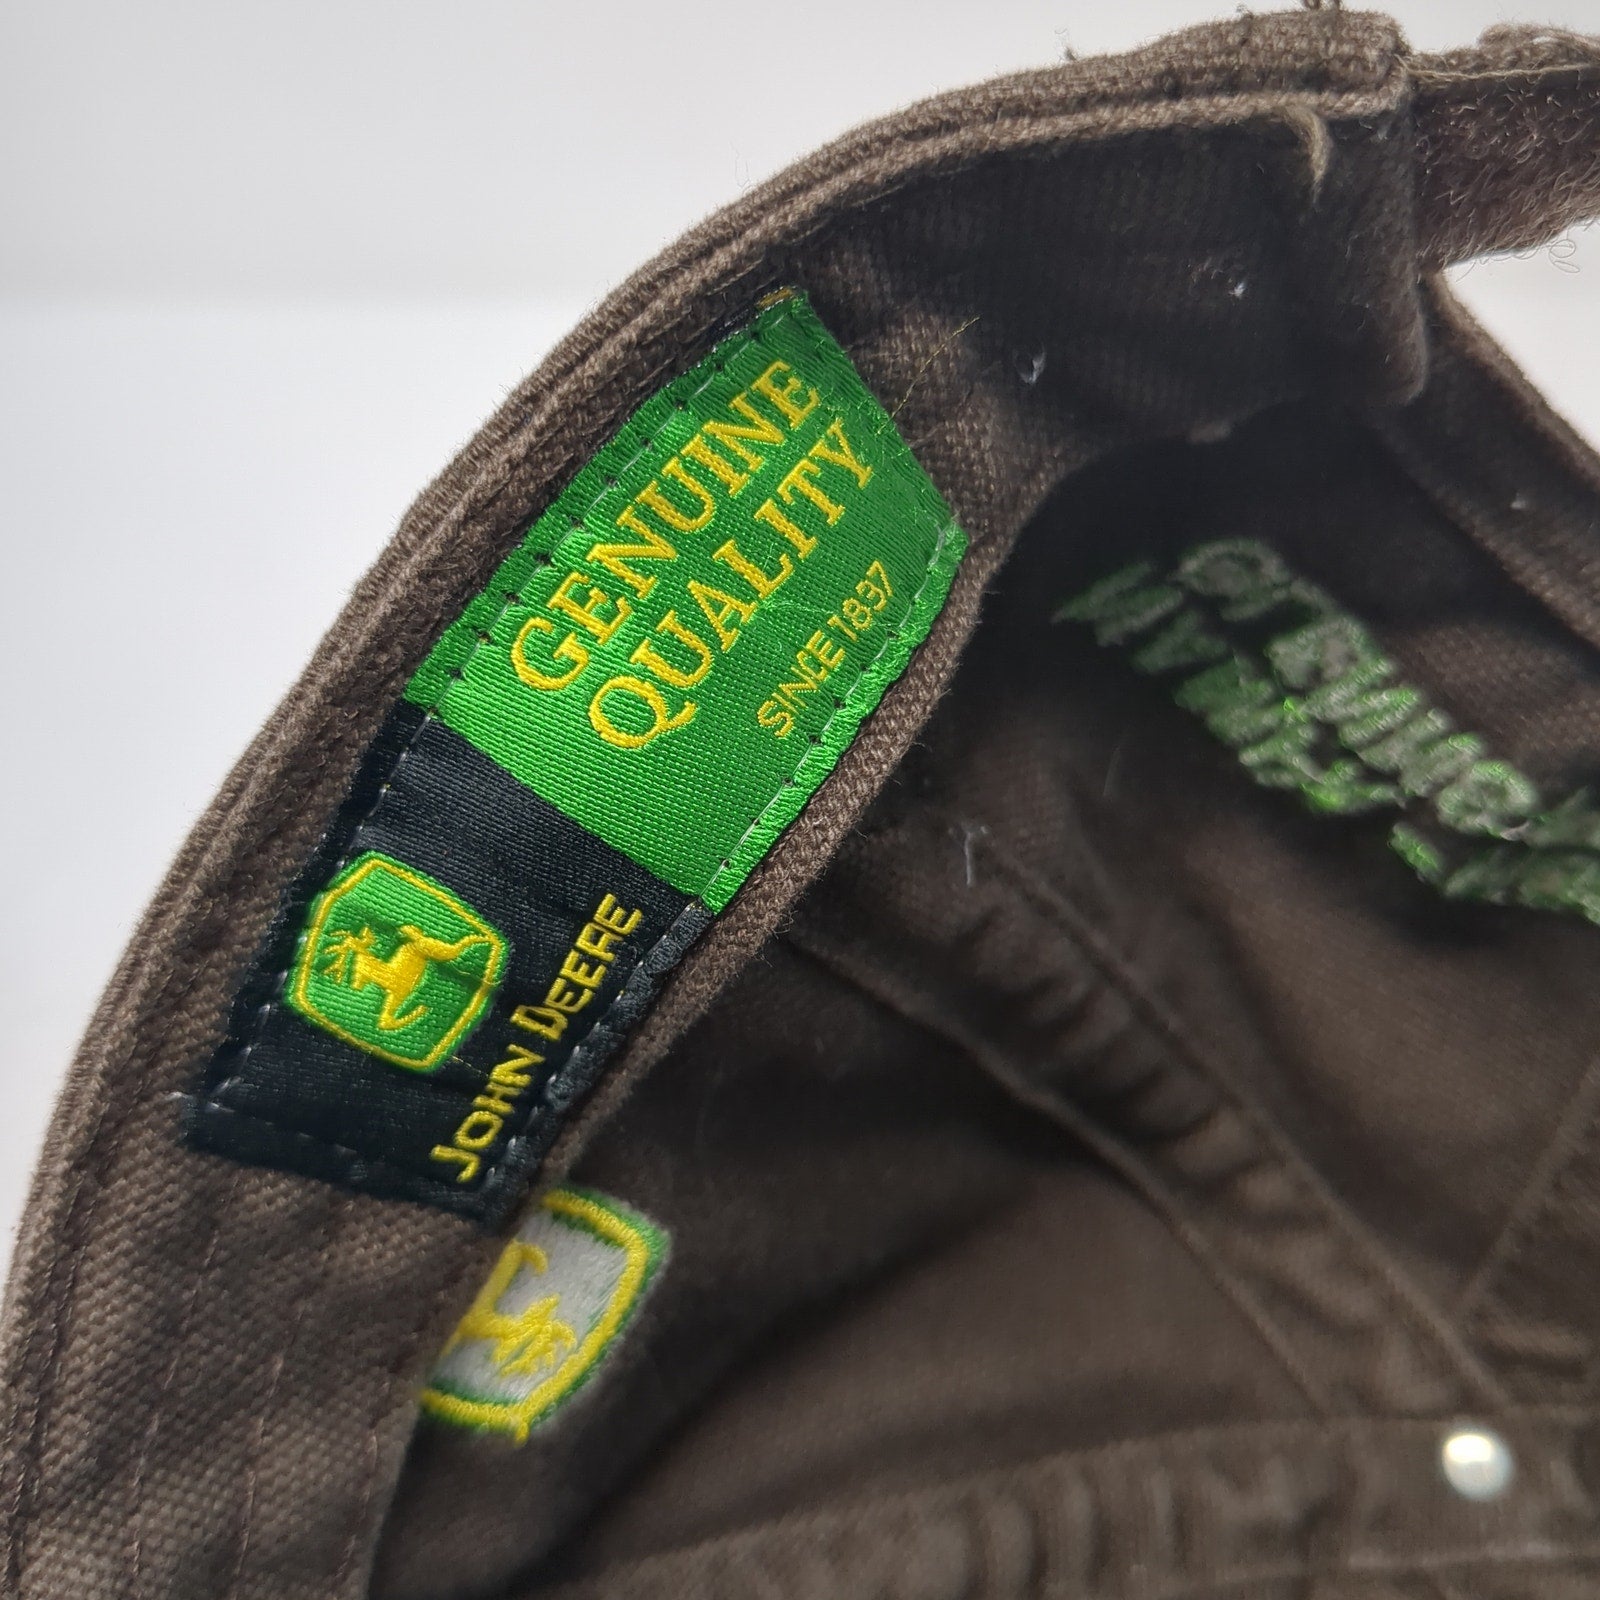 GENUINE
QUALITY
SINCE 1837
JOHN DEERE